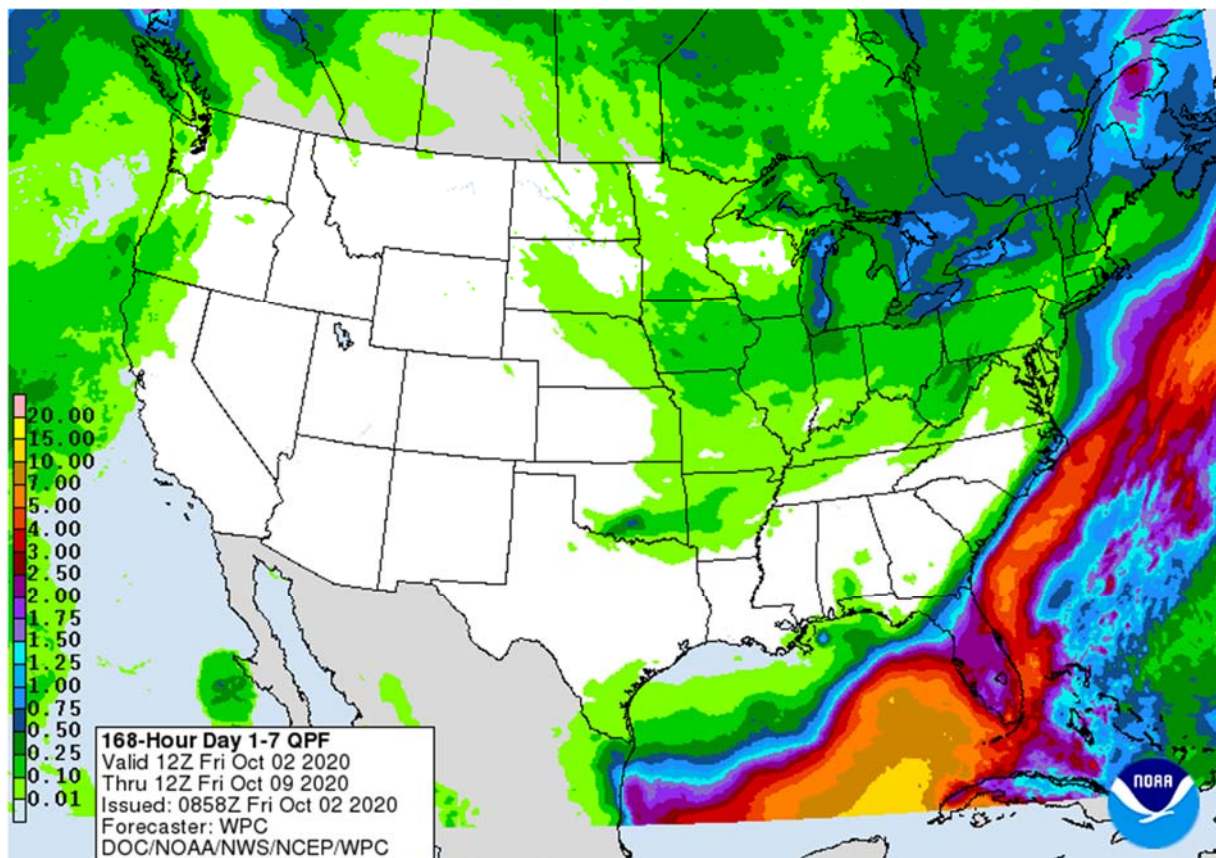 20.00
15.00
10.00
7.00
5.00
4.00
3.00
2.50
2.00
1.75
1.50
1.25
1.00
0.75
0.50
0.25
0.10
0.01
168-Hour Day 1-7 QPF
Valid 12Z Fri Oct 02 2020
Thru 12Z Fri Oct 09 2020
Issued: 0858Z Fri Oct 02 2020
Forecaster: WPC
DOC/NOAA/NWS/NCEP/WPC
NOAA